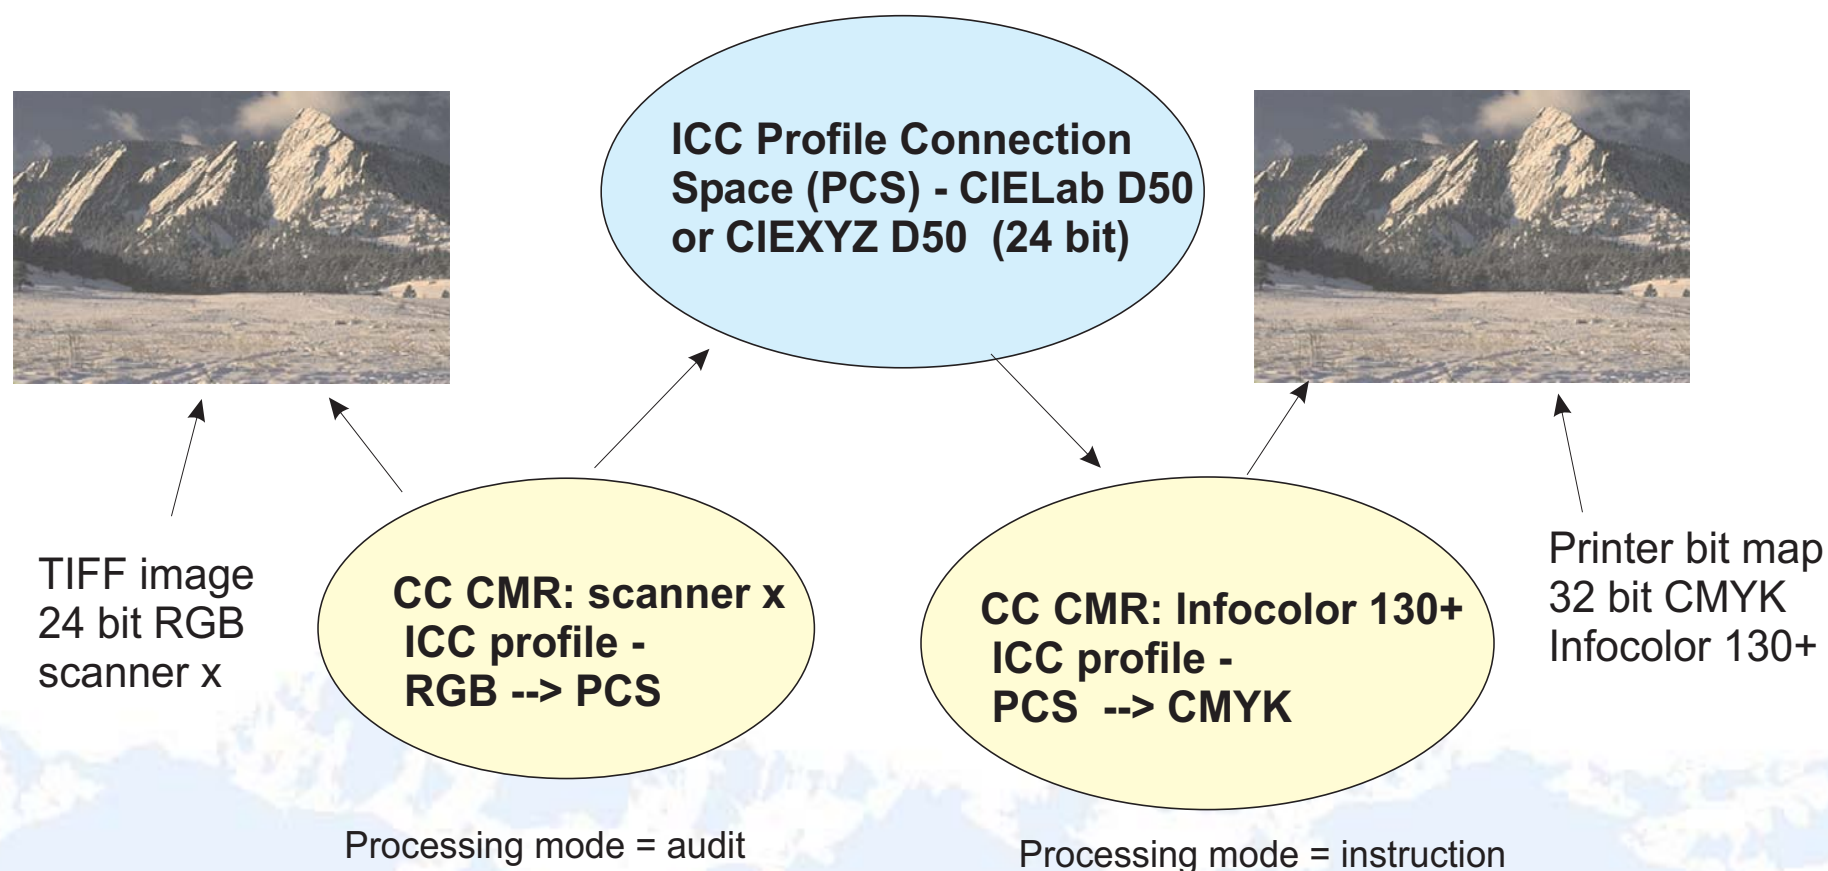 ICC Profile Connection
Space (PCS) - CIELab D50
or CIEXYZ D50 (24 bit)
TIFF image
24 bit RGB
scanner x
CC CMR: scanner x
ICC profile -
RGB --> PCS
CC CMR: Infocolor 130+
ICC profile -
PCS --> CMYK
Printer bit map
32 bit CMYK
Infocolor 130+
Processing mode = audit
Processing mode = instruction